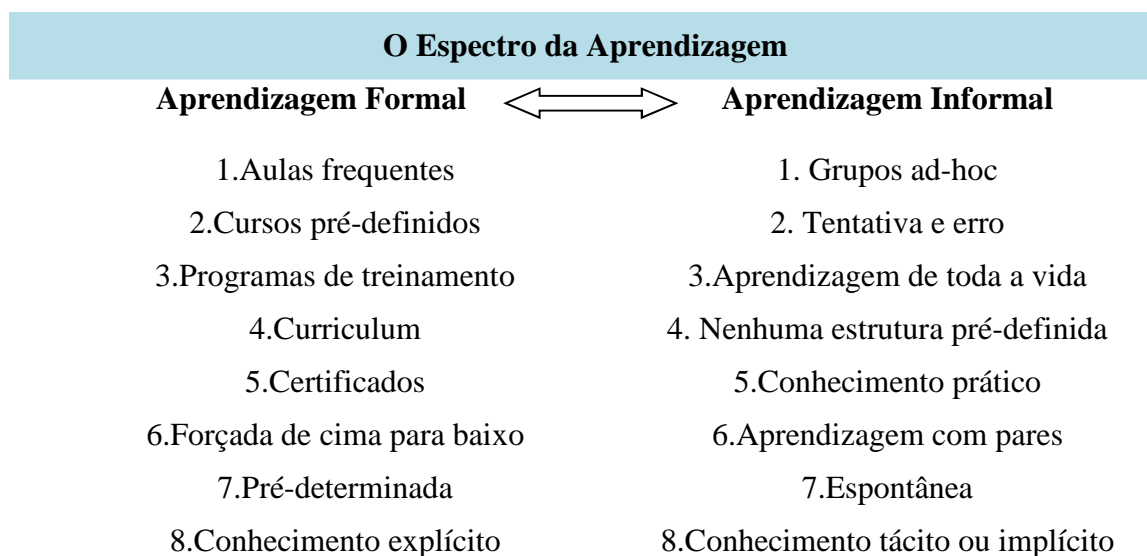 O Espectro da Aprendizagem
Aprendizagem Formal Aprendizagem Informal
1.Aulas frequentes 1. Grupos ad-hoc
2.Cursos pré-definidos 2. Tentativa e erro
3.Programas de treinamento 3.Aprendizagem de toda a vida
4.Curriculum 4. Nenhuma estrutura pré-definida
5.Certificados 5.Conhecimento prático
6.Forçada de cima para baixo 6.Aprendizagem com pares
7.Pré-determinada 7.Espontânea
8.Conhecimento explícito 8.Conhecimento tácito ou implícito